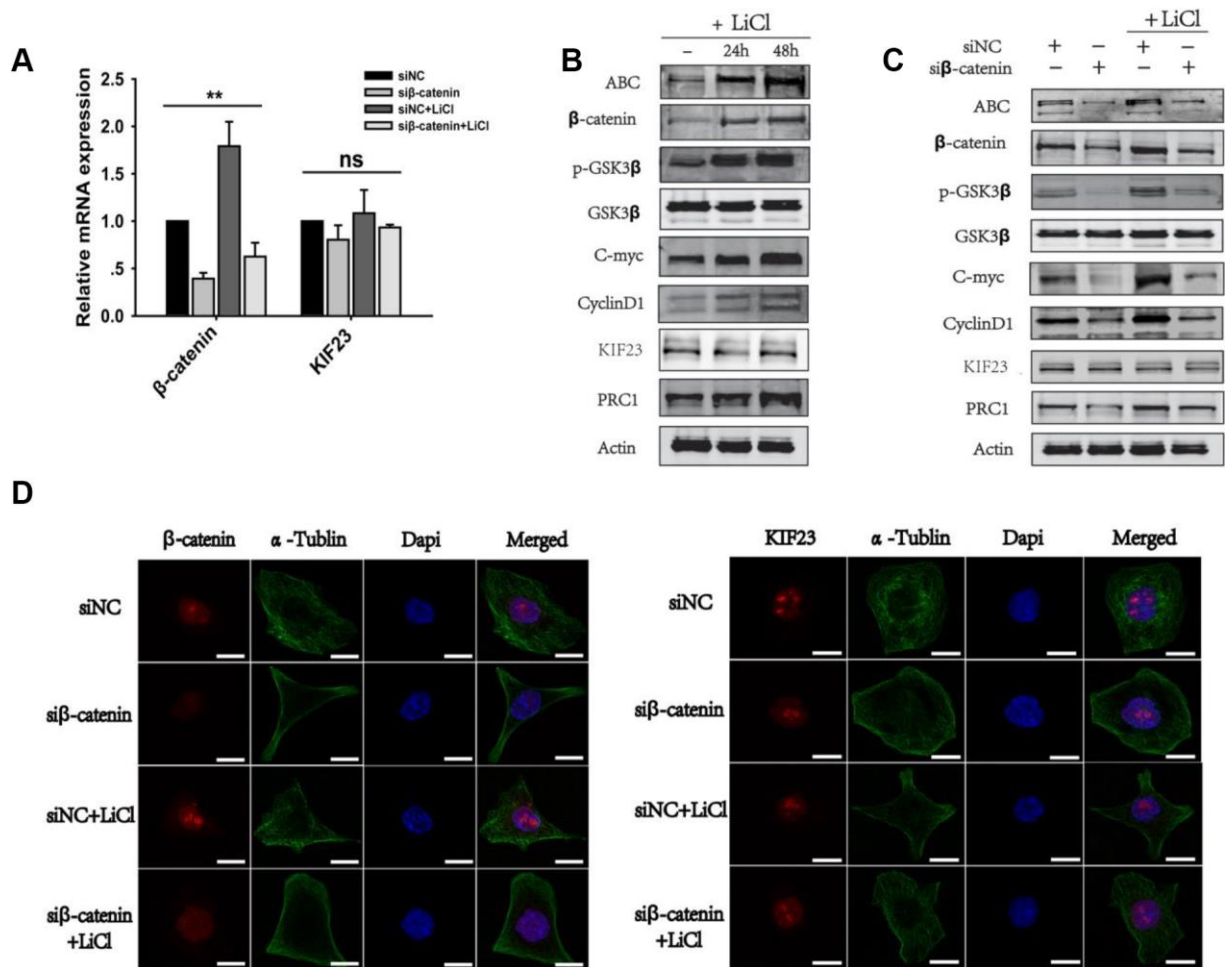 A
Relative mRNA expression
2.5
2.0
1.5
1.0
.5
0.0
**
ns
siNC
siβ-catenin
siNC+LiCl
siβ-catenin+LiCl
β-catenin
KIF23
B
+ LiCl
– 24h 48h
ABC
β-catenin
p-GSK3β
GSK3β
C-myc
CyclinD1
KIF23
PRC1
Actin
C
+LiCl
siNC + – + –
siβ-catenin – + – +
ABC
β-catenin
p-GSK3β
GSK3β
C-myc
CyclinD1
KIF23
PRC1
Actin
D
β-catenin α -Tublin Dapi Merged
siNC
siβ-catenin
siNC+LiCl
siβ-catenin
+LiCl
KIF23 α -Tublin Dapi Merged
siNC
siβ-catenin
siNC+LiCl
siβ-catenin
+LiCl